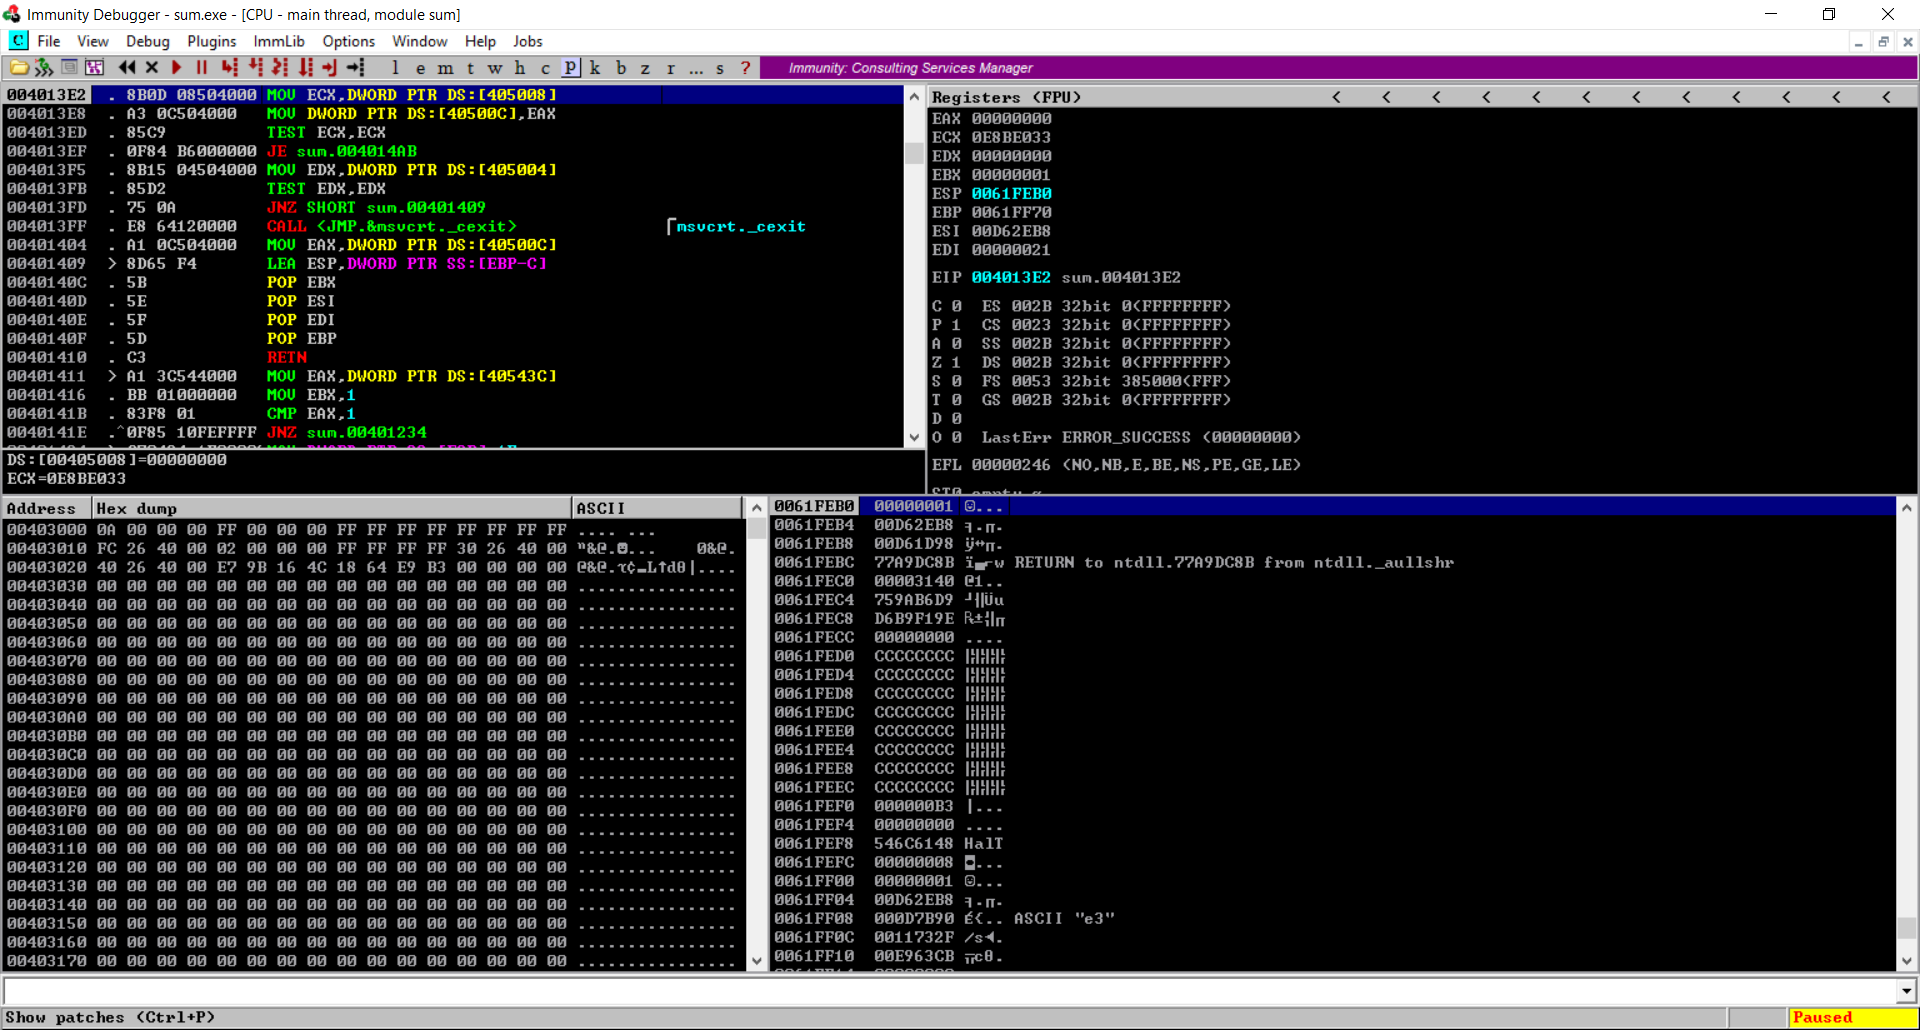 Immunity Debugger - sum.exe - [CPU - main thread, module sum]
C File View Debug Plugins ImmLib Options Window Help Jobs
l e m t w h c p k b z r ... s ? Immunity: Consulting Services Manager
004013E2 . 8B0D 08504000 MOV ECX,DWORD PTR DS:[405008]
004013E8 . A3 0C504000 MOV DWORD PTR DS:[40500C],EAX
004013ED . 85C9 TEST ECX,ECX
004013EF . 0F84 B6000000 JE sum.004014AB
004013F5 . 8B15 04504000 MOV EDX,DWORD PTR DS:[405004]
004013FB . 85D2 TEST EDX,EDX
004013FD . 75 0A JNZ SHORT sum.00401409
004013FF . E8 64120000 CALL <JMP.&msvcrt._cexit> msvcrt._cexit
00401404 . A1 0C504000 MOV EAX,DWORD PTR DS:[40500C]
00401409 > 8D65 F4 LEA ESP,DWORD PTR SS:[EBP-C]
0040140C . 5B POP EBX
0040140D . 5E POP ESI
0040140E . 5F POP EDI
0040140F . 5D POP EBP
00401410 . C3 RETN
00401411 > A1 3C544000 MOV EAX,DWORD PTR DS:[40543C]
00401416 . BB 01000000 MOV EBX,1
0040141B . 83F8 01 CMP EAX,1
0040141E .^0F85 10FEFFFF JNZ sum.00401234
DS:[00405008]=00000000
ECX=0E8BE033
Registers (FPU) < < < < < < < < < < < <
EAX 00000000
ECX 0E8BE033
EDX 00000000
EBX 00000001
ESP 0061FEB0
EBP 0061FF70
ESI 00D62EB8
EDI 00000021
EIP 004013E2 sum.004013E2
C 0 ES 002B 32bit 0(FFFFFFFF)
P 1 CS 0023 32bit 0(FFFFFFFF)
A 0 SS 002B 32bit 0(FFFFFFFF)
Z 1 DS 002B 32bit 0(FFFFFFFF)
S 0 FS 0053 32bit 385000(FFF)
T 0 GS 002B 32bit 0(FFFFFFFF)
D 0
O 0 LastErr ERROR_SUCCESS (00000000)
EFL 00000246 (NO,NB,E,BE,NS,PE,GE,LE)
ST0 empty g
Address Hex dump ASCII
00403000 0A 00 00 00 FF 00 00 00 FF FF FF FF FF FF FF FF .... ...
00403010 FC 26 40 00 02 00 00 00 FF FF FF FF 30 26 40 00 ⁿ&@.☻... 0&@.
00403020 40 26 40 00 E7 9B 16 4C 18 64 E9 B3 00 00 00 00 @&@.τ¢▬L↑dθ│....
00403030 00 00 00 00 00 00 00 00 00 00 00 00 00 00 00 00 ................
00403040 00 00 00 00 00 00 00 00 00 00 00 00 00 00 00 00 ................
00403050 00 00 00 00 00 00 00 00 00 00 00 00 00 00 00 00 ................
00403060 00 00 00 00 00 00 00 00 00 00 00 00 00 00 00 00 ................
00403070 00 00 00 00 00 00 00 00 00 00 00 00 00 00 00 00 ................
00403080 00 00 00 00 00 00 00 00 00 00 00 00 00 00 00 00 ................
00403090 00 00 00 00 00 00 00 00 00 00 00 00 00 00 00 00 ................
004030A0 00 00 00 00 00 00 00 00 00 00 00 00 00 00 00 00 ................
004030B0 00 00 00 00 00 00 00 00 00 00 00 00 00 00 00 00 ................
004030C0 00 00 00 00 00 00 00 00 00 00 00 00 00 00 00 00 ................
004030D0 00 00 00 00 00 00 00 00 00 00 00 00 00 00 00 00 ................
004030E0 00 00 00 00 00 00 00 00 00 00 00 00 00 00 00 00 ................
004030F0 00 00 00 00 00 00 00 00 00 00 00 00 00 00 00 00 ................
00403100 00 00 00 00 00 00 00 00 00 00 00 00 00 00 00 00 ................
00403110 00 00 00 00 00 00 00 00 00 00 00 00 00 00 00 00 ................
00403120 00 00 00 00 00 00 00 00 00 00 00 00 00 00 00 00 ................
00403130 00 00 00 00 00 00 00 00 00 00 00 00 00 00 00 00 ................
00403140 00 00 00 00 00 00 00 00 00 00 00 00 00 00 00 00 ................
00403150 00 00 00 00 00 00 00 00 00 00 00 00 00 00 00 00 ................
00403160 00 00 00 00 00 00 00 00 00 00 00 00 00 00 00 00 ................
00403170 00 00 00 00 00 00 00 00 00 00 00 00 00 00 00 00 ................
0061FEB0 00000001 ☺...
0061FEB4 00D62EB8 ╕.╓.
0061FEB8 00D61D98 ÿ↔╓.
0061FEBC 77A9DC8B ï▄⌐w RETURN to ntdll.77A9DC8B from ntdll._aullshr
0061FEC0 00003140 @1..
0061FEC4 759AB6D9 ┘╢Üu
0061FEC8 D6B9F19E ₧±╣╓
0061FECC 00000000 ....
0061FED0 CCCCCCCC ╠╠╠╠
0061FED4 CCCCCCCC ╠╠╠╠
0061FED8 CCCCCCCC ╠╠╠╠
0061FEDC CCCCCCCC ╠╠╠╠
0061FEE0 CCCCCCCC ╠╠╠╠
0061FEE4 CCCCCCCC ╠╠╠╠
0061FEE8 CCCCCCCC ╠╠╠╠
0061FEEC CCCCCCCC ╠╠╠╠
0061FEF0 000000B3 │...
0061FEF4 00000000 ....
0061FEF8 546C6148 HalT
0061FEFC 00000008 ◘...
0061FF00 00000001 ☺...
0061FF04 00D62EB8 ╕.╓.
0061FF08 000D7B90 É{.. ASCII "e3"
0061FF0C 0011732F /s◄.
0061FF10 00E963CB ╦cθ.
Show patches (Ctrl+P)
Paused